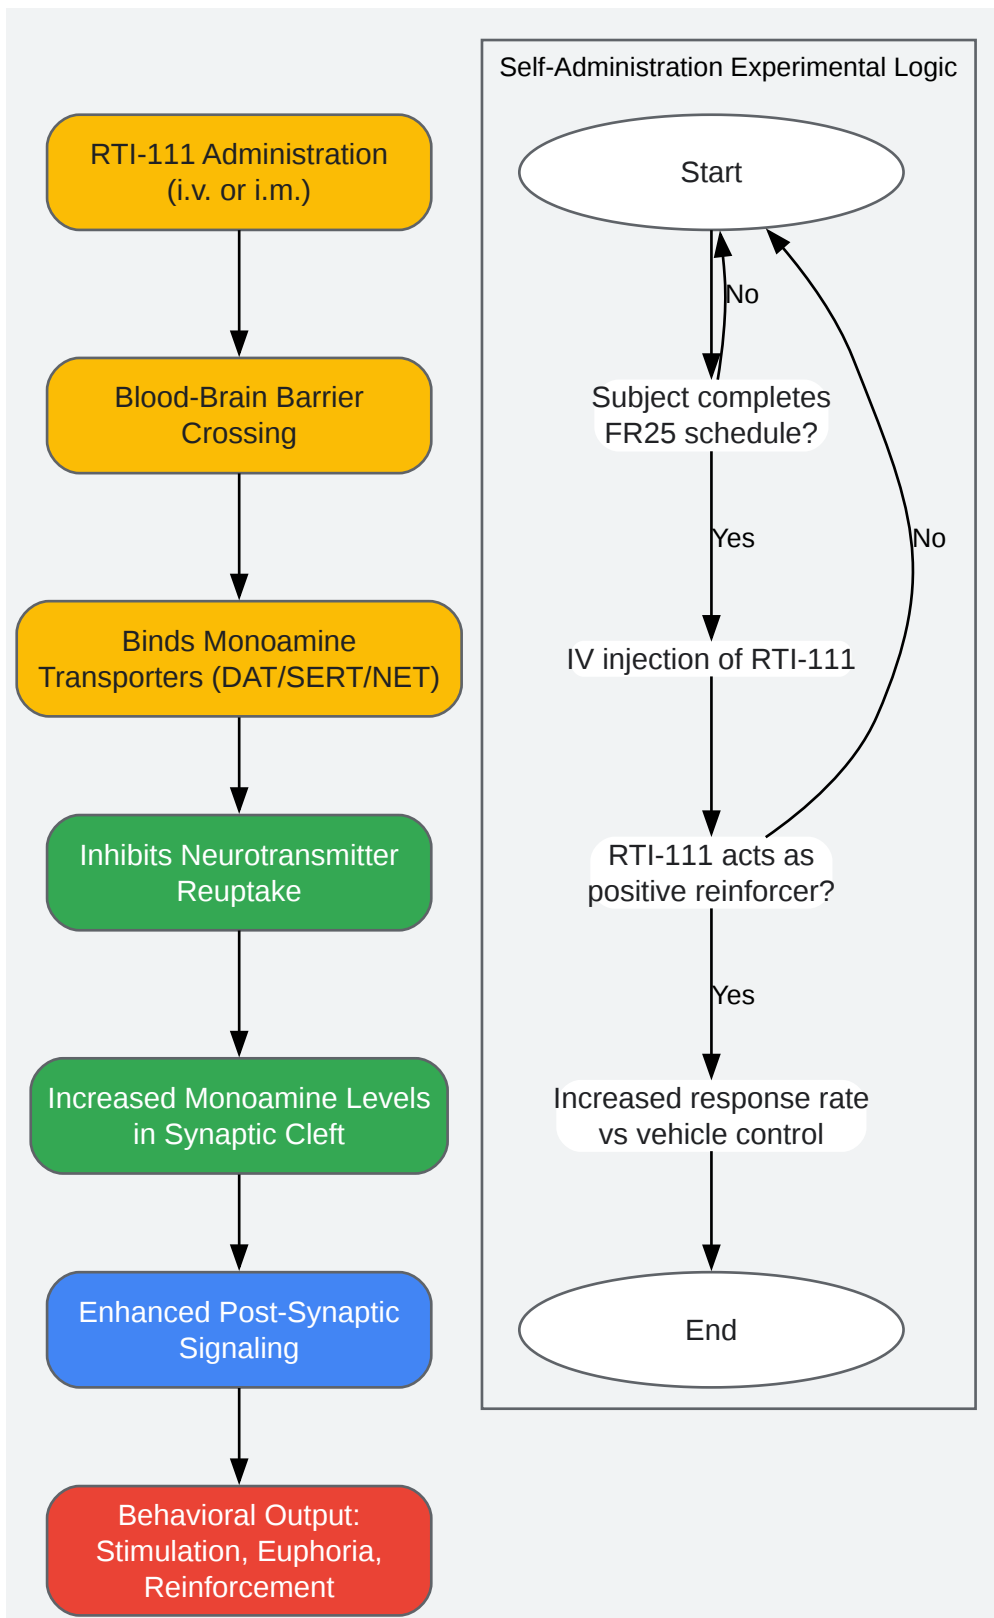 RTI-111 Administration
(i.v. or i.m.)
Blood-Brain Barrier
Crossing
Binds Monoamine
Transporters (DAT/SERT/NET)
Inhibits Neurotransmitter
Reuptake
Increased Monoamine Levels
in Synaptic Cleft
Enhanced Post-Synaptic
Signaling
Behavioral Output:
Stimulation, Euphoria,
Reinforcement
Self-Administration Experimental Logic
Start
No
Subject completes
FR25 schedule?
Yes
No
IV injection of RTI-111
RTI-111 acts as
positive reinforcer?
Yes
Increased response rate
vs vehicle control
End